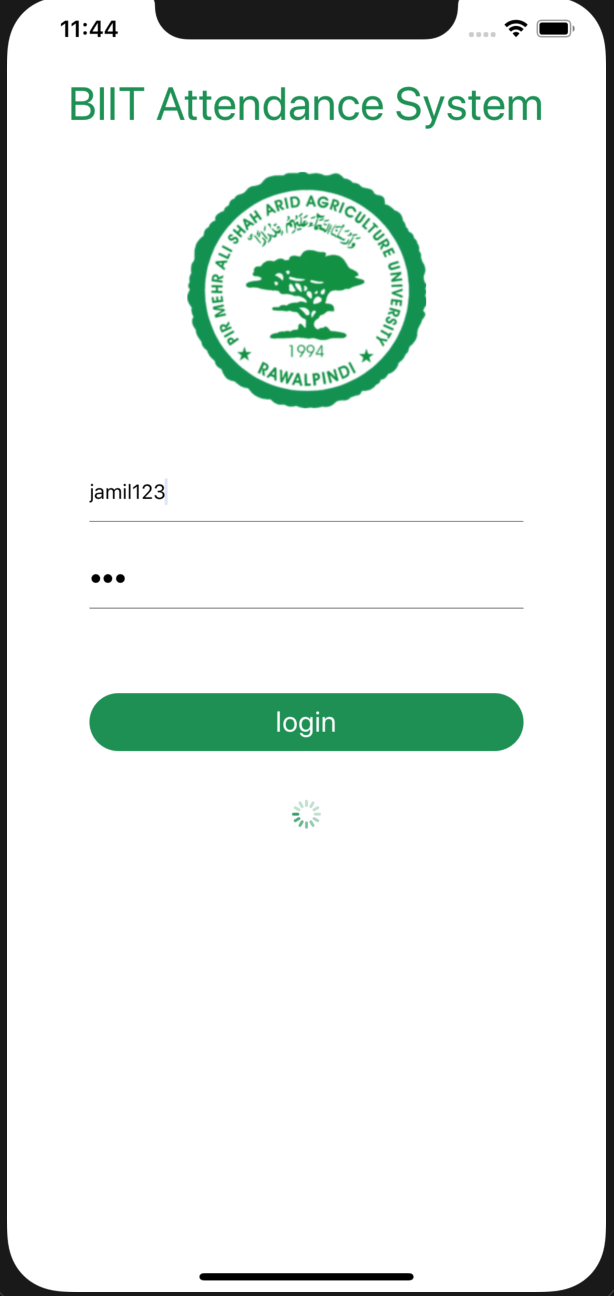 11:44
BIIT Attendance System
PIR MEHR ALI SHAH ARID AGRICULTURE UNIVERSITY
1994
★ RAWALPINDI ★
jamil123
•••
login